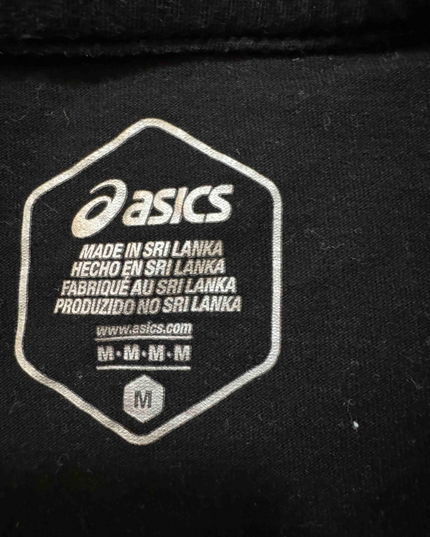 asics
MADE IN SRI LANKA
HECHO EN SRI LANKA
FABRIQUÉ AU SRI LANKA
PRODUZIDO NO SRI LANKA
www.asics.com
M·M·M·M
M